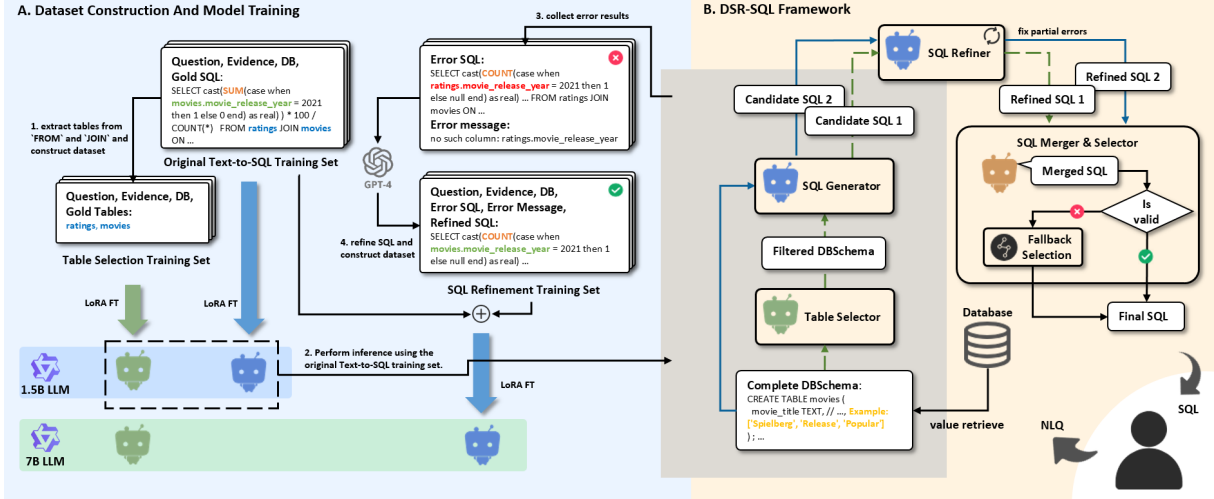 A. Dataset Construction And Model Training
Question, Evidence, DB,
Gold SQL:
SELECT cast(SUM(case when
movies.movie_release_year = 2021
then 1 else 0 end) as real) ) * 100 /
COUNT(*) FROM ratings JOIN movies
ON ...
Original Text-to-SQL Training Set
1. extract tables from
`FROM` and `JOIN` and
construct dataset
Question, Evidence, DB,
Gold Tables:
ratings, movies
Table Selection Training Set
3. collect error results
Error SQL:
SELECT cast(COUNT(case when
ratings.movie_release_year = 2021 then 1
else null end) as real) ... FROM ratings JOIN
movies ON ...
Error message:
no such column: ratings.movie_release_year
GPT-4
4. refine SQL and
construct dataset
Question, Evidence, DB,
Error SQL, Error Message,
Refined SQL:
SELECT cast(COUNT(case when
movies.movie_release_year = 2021 then 1
else null end) as real) ...
SQL Refinement Training Set
LoRA FT
LoRA FT
2. Perform inference using the
original Text-to-SQL training set.
LoRA FT
1.5B LLM
7B LLM
B. DSR-SQL Framework
SQL Refiner
fix partial errors
Candidate SQL 2
Candidate SQL 1
Refined SQL 2
Refined SQL 1
SQL Generator
Filtered DBSchema
Table Selector
Complete DBSchema:
CREATE TABLE movies (
movie_title TEXT, // ..., Example:
['Spielberg', 'Release', 'Popular']
) ; ...
SQL Merger & Selector
Merged SQL
Is
valid
Fallback
Selection
Final SQL
Database
value retrieve
SQL
NLQ